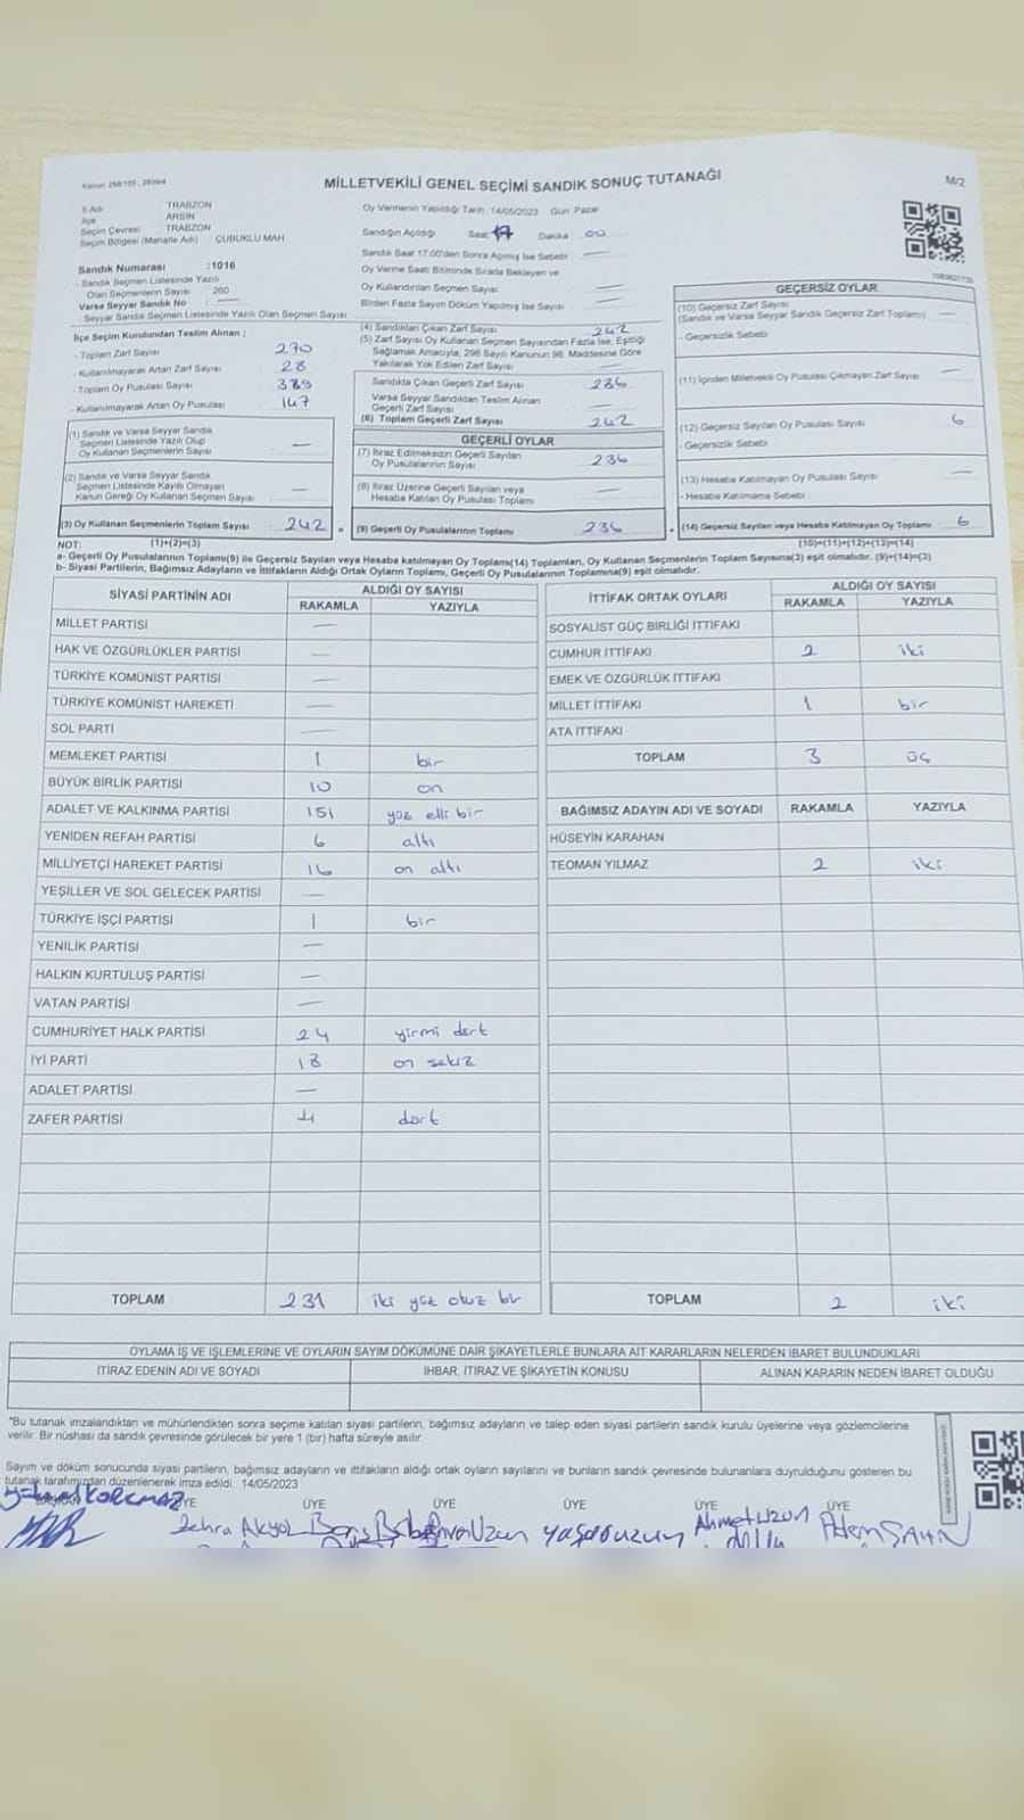 MİLLETVEKİLİ GENEL SEÇİMİ SANDIK SONUÇ TUTANAĞI
M/2
İl Adı TRABZON
İlçe ARSİN
Seçim Çevresi TRABZON
Seçim Bölgesi (Mahalle Adı) ÇUBUKLU MAH
Oy Vermenin Yapıldığı Tarih: 14/05/2023 Gün: Pazar
Sandığın Açıldığı Saat: 17 Dakika 00
Sandık Saat 17:00'den Sonra Açılmış İse Sebebi —
Oy Verme Saati Bitiminde Sırada Bekleyen ve
Oy Kullandırılan Seçmen Sayısı —
Birden Fazla Sayım Döküm Yapılmış İse Sayısı —
Sandık Numarası :1016
Sandık Seçmen Listesinde Yazılı
Olan Seçmenlerin Sayısı 260
Varsa Seyyar Sandık No —
Seyyar Sandık Seçmen Listesinde Yazılı Olan Seçmen Sayısı
İlçe Seçim Kurulundan Teslim Alınan ;
- Toplam Zarf Sayısı 270
- Kullanılmayarak Artan Zarf Sayısı 28
- Toplam Oy Pusulası Sayısı 389
- Kullanılmayarak Artan Oy Pusulası 147
(1) Sandık ve Varsa Seyyar Sandık
Seçmen Listesinde Yazılı Olup
Oy Kullanan Seçmenlerin Sayısı —
(2) Sandık ve Varsa Seyyar Sandık
Seçmen Listesinde Kayıtlı Olmayan
Kanun Gereği Oy Kullanan Seçmen Sayısı —
(3) Oy Kullanan Seçmenlerin Toplam Sayısı 242
(1)+(2)=(3)
(4) Sandıktan Çıkan Zarf Sayısı 242
(5) Zarf Sayısı Oy Kullanan Seçmen Sayısından Fazla İse, Eşitliği
Sağlamak Amacıyla, 298 Sayılı Kanunun 98. Maddesine Göre
Yakılarak Yok Edilen Zarf Sayısı —
Sandıkta Çıkan Geçerli Zarf Sayısı 236
Varsa Seyyar Sandıktan Teslim Alınan
Geçerli Zarf Sayısı —
(6) Toplam Geçerli Zarf Sayısı 242
GEÇERLİ OYLAR
(7) İtiraz Edilmeksizin Geçerli Sayılan
Oy Pusulalarının Sayısı 236
(8) İtiraz Üzerine Geçerli Sayılan veya
Hesaba Katılan Oy Pusulası Toplamı —
(9) Geçerli Oy Pusulalarının Toplamı 236
GEÇERSİZ OYLAR
(10) Geçersiz Zarf Sayısı
(Sandık ve Varsa Seyyar Sandık Geçersiz Zarf Toplamı) —
- Geçersizlik Sebebi
(11) İçinden Milletvekili Oy Pusulası Çıkmayan Zarf Sayısı —
(12) Geçersiz Sayılan Oy Pusulası Sayısı 6
- Geçersizlik Sebebi
(13) Hesaba Katılmayan Oy Pusulası Sayısı —
- Hesaba Katılmama Sebebi
(14) Geçersiz Sayılan veya Hesaba Katılmayan Oy Toplamı 6
(10)+(11)+(12)+(13)=(14)
NOT:
a- Geçerli Oy Pusulalarının Toplamı(9) ile Geçersiz Sayılan veya Hesaba katılmayan Oy Toplamı(14) Toplamları, Oy Kullanan Seçmenlerin Toplam Sayısına(3) eşit olmalıdır. (9)+(14)=(3)
b- Siyasi Partilerin, Bağımsız Adayların ve İttifakların Aldığı Ortak Oyların Toplamı, Geçerli Oy Pusulalarının Toplamına(9) eşit olmalıdır.
SİYASİ PARTİNİN ADI ALDIĞI OY SAYISI
RAKAMLA YAZIYLA
MİLLET PARTİSİ —
HAK VE ÖZGÜRLÜKLER PARTİSİ —
TÜRKİYE KOMÜNİST PARTİSİ —
TÜRKİYE KOMÜNİST HAREKETİ —
SOL PARTİ —
MEMLEKET PARTİSİ 1 bir
BÜYÜK BİRLİK PARTİSİ 10 on
ADALET VE KALKINMA PARTİSİ 151 yüz elli bir
YENİDEN REFAH PARTİSİ 6 altı
MİLLİYETÇİ HAREKET PARTİSİ 16 on altı
YEŞİLLER VE SOL GELECEK PARTİSİ —
TÜRKİYE İŞÇİ PARTİSİ 1 bir
YENİLİK PARTİSİ —
HALKIN KURTULUŞ PARTİSİ —
VATAN PARTİSİ —
CUMHURİYET HALK PARTİSİ 24 yirmi dört
İYİ PARTİ 18 on sekiz
ADALET PARTİSİ —
ZAFER PARTİSİ 4 dört
TOPLAM 231 iki yüz otuz bir
İTTİFAK ORTAK OYLARI ALDIĞI OY SAYISI
RAKAMLA YAZIYLA
SOSYALİST GÜÇ BİRLİĞİ İTTİFAKI
CUMHUR İTTİFAKI 2 iki
EMEK VE ÖZGÜRLÜK İTTİFAKI
MİLLET İTTİFAKI 1 bir
ATA İTTİFAKI
TOPLAM 3 üç
BAĞIMSIZ ADAYIN ADI VE SOYADI RAKAMLA YAZIYLA
HÜSEYİN KARAHAN
TEOMAN YILMAZ 2 iki
TOPLAM 2 iki
OYLAMA İŞ VE İŞLEMLERİNE VE OYLARIN SAYIM DÖKÜMÜNE DAİR ŞİKAYETLERLE BUNLARA AİT KARARLARIN NELERDEN İBARET BULUNDUKLARI
İTİRAZ EDENİN ADI VE SOYADI İHBAR, İTİRAZ VE ŞİKAYETİN KONUSU ALINAN KARARIN NEDEN İBARET OLDUĞU
"Bu tutanak imzalandıktan ve mühürlendikten sonra seçime katılan siyasi partilerin, bağımsız adayların ve talep eden siyasi partilerin sandık kurulu üyelerine veya gözlemcilerine
verilir. Bir nüshası da sandık çevresinde görülecek bir yere 1 (bir) hafta süreyle asılır.
Sayım ve döküm sonucunda siyasi partilerin, bağımsız adayların ve ittifakların aldığı ortak oyların sayılarını ve bunların sandık çevresinde bulunanlara duyrulduğunu gösteren bu
tutanak tarafımızdan düzenlenerek imza edildi. 14/05/2023
KORKMAZ ÜYE ÜYE ÜYE ÜYE ÜYE ÜYE
Zehra Akyol Yaşar uzun Ahmet UZUN Adem ŞAHİN